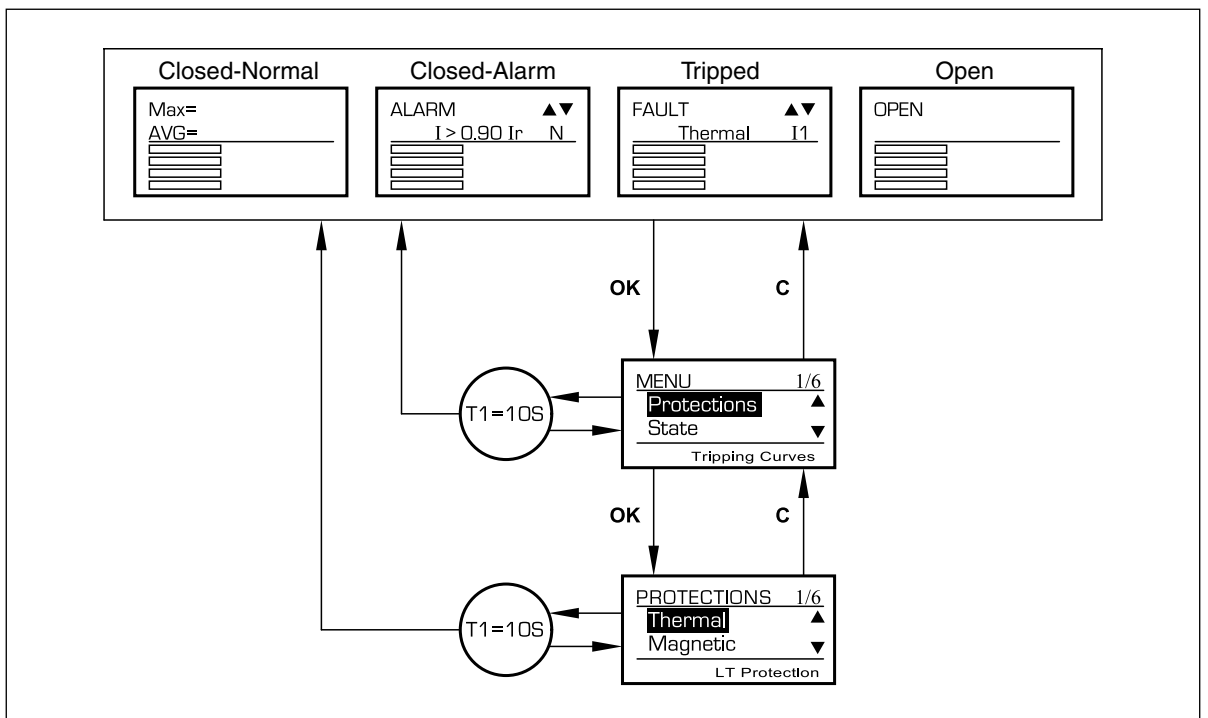 Closed-Normal
Closed-Alarm
Tripped
Open
Max=
AVG=
ALARM ▲▼
I > 0.90 Ir N
FAULT ▲▼
Thermal I1
OPEN
OK
C
T1=10S
MENU 1/6
Protections ▲
State ▼
Tripping Curves
OK
C
T1=10S
PROTECTIONS 1/6
Thermal ▲
Magnetic ▼
LT Protection